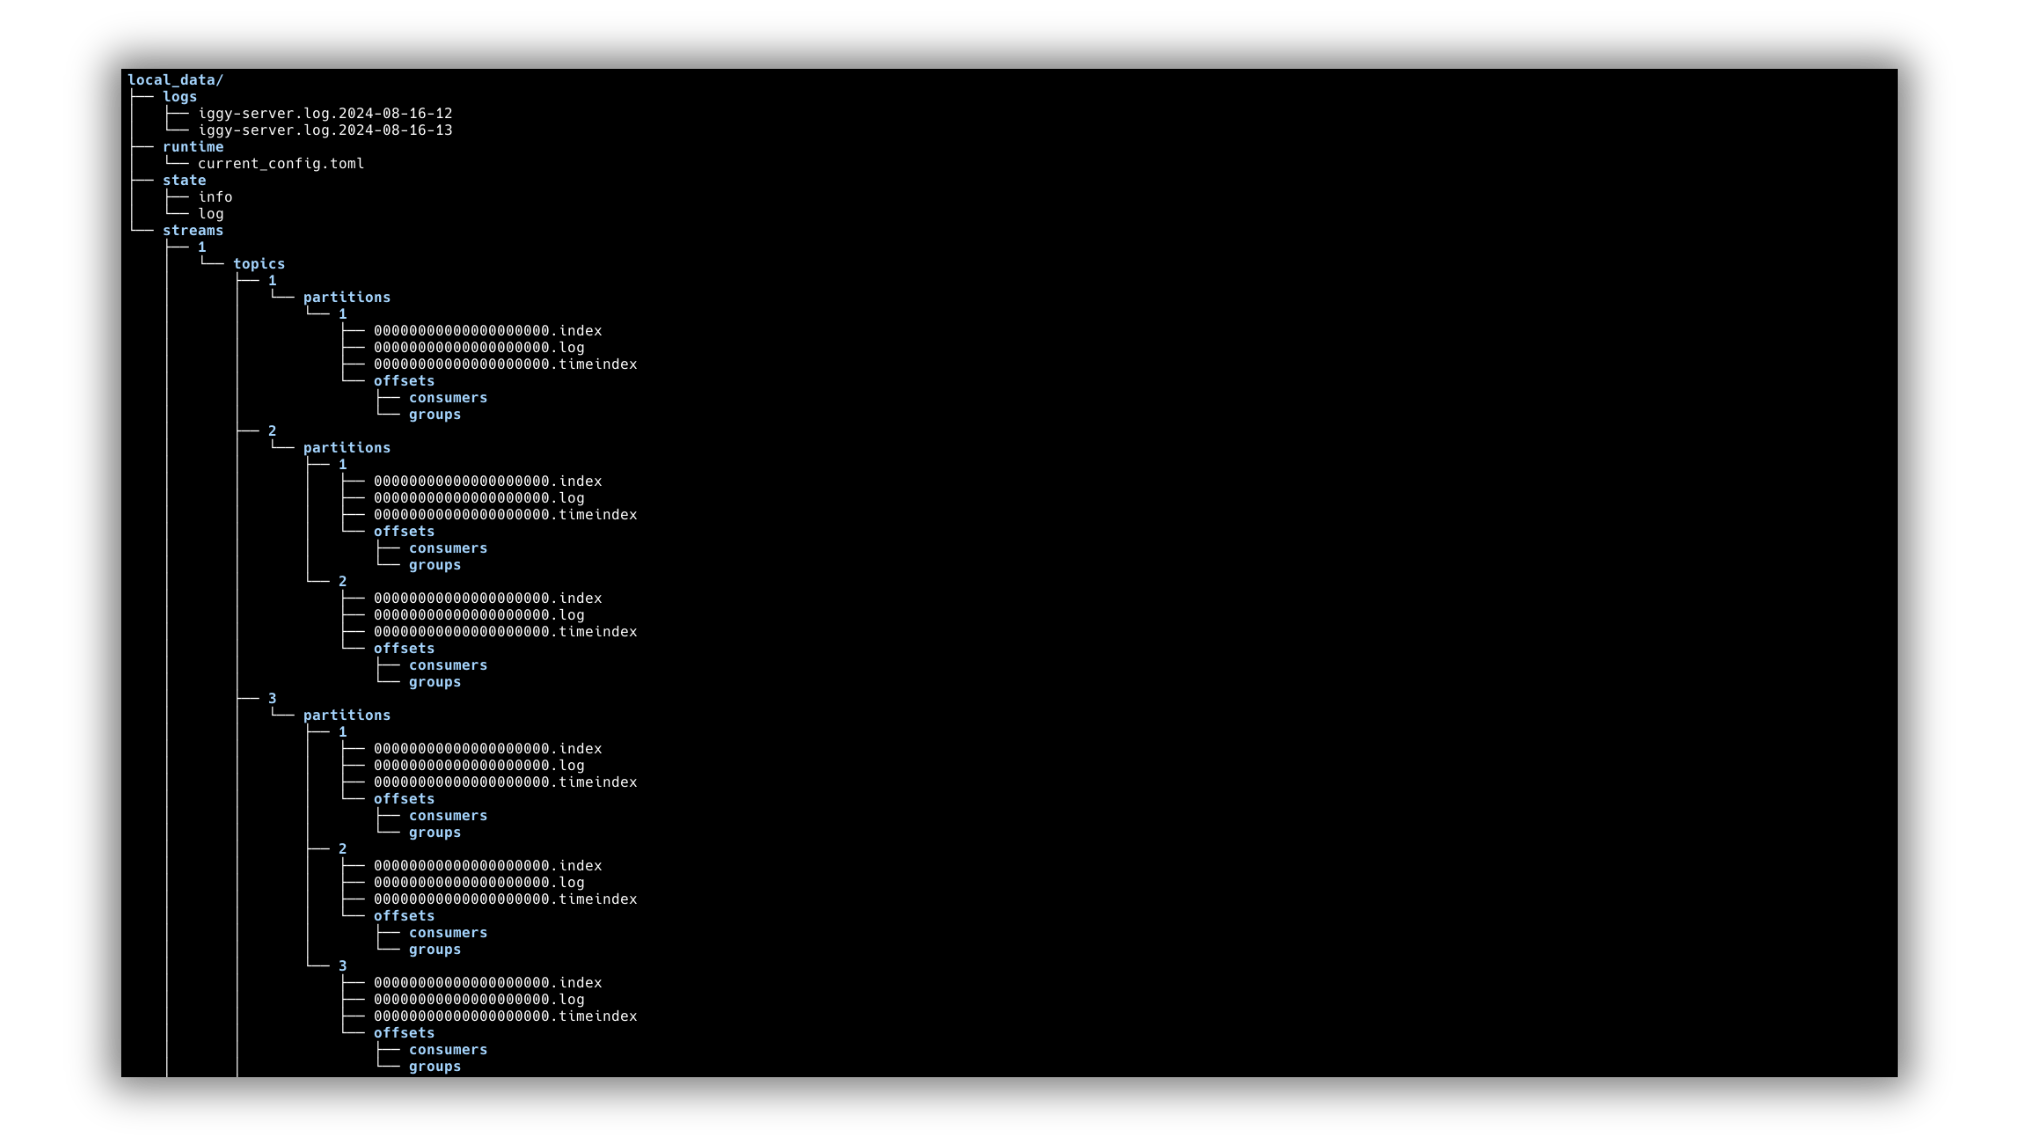 local_data/
├── logs
│   ├── iggy-server.log.2024-08-16-12
│   └── iggy-server.log.2024-08-16-13
├── runtime
│   └── current_config.toml
├── state
│   ├── info
│   └── log
└── streams
    ├── 1
    │   └── topics
    │       ├── 1
    │       │   └── partitions
    │       │       └── 1
    │       │           ├── 00000000000000000000.index
    │       │           ├── 00000000000000000000.log
    │       │           ├── 00000000000000000000.timeindex
    │       │           └── offsets
    │       │               ├── consumers
    │       │               └── groups
    │       ├── 2
    │       │   └── partitions
    │       │       ├── 1
    │       │       │   ├── 00000000000000000000.index
    │       │       │   ├── 00000000000000000000.log
    │       │       │   ├── 00000000000000000000.timeindex
    │       │       │   └── offsets
    │       │       │       ├── consumers
    │       │       │       └── groups
    │       │       └── 2
    │       │           ├── 00000000000000000000.index
    │       │           ├── 00000000000000000000.log
    │       │           ├── 00000000000000000000.timeindex
    │       │           └── offsets
    │       │               ├── consumers
    │       │               └── groups
    │       ├── 3
    │       │   └── partitions
    │       │       ├── 1
    │       │       │   ├── 00000000000000000000.index
    │       │       │   ├── 00000000000000000000.log
    │       │       │   ├── 00000000000000000000.timeindex
    │       │       │   └── offsets
    │       │       │       ├── consumers
    │       │       │       └── groups
    │       │       ├── 2
    │       │       │   ├── 00000000000000000000.index
    │       │       │   ├── 00000000000000000000.log
    │       │       │   ├── 00000000000000000000.timeindex
    │       │       │   └── offsets
    │       │       │       ├── consumers
    │       │       │       └── groups
    │       │       └── 3
    │       │           ├── 00000000000000000000.index
    │       │           ├── 00000000000000000000.log
    │       │           ├── 00000000000000000000.timeindex
    │       │           └── offsets
    │       │               ├── consumers
    │       │               └── groups